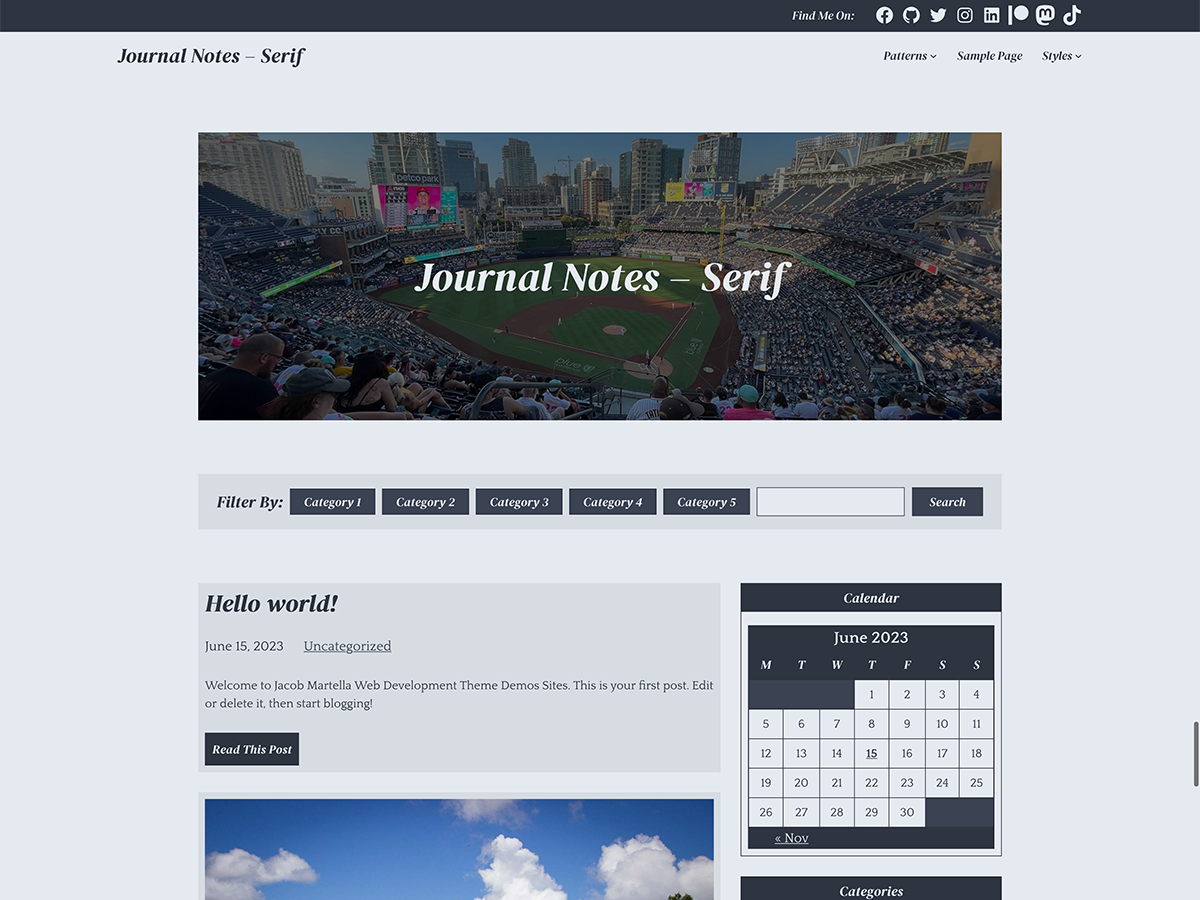 Find Me On:
Journal Notes – Serif
Patterns
Sample Page
Styles
petco park
Journal Notes – Serif
Filter By:
Category 1
Category 2
Category 3
Category 4
Category 5
Search
Hello world!
June 15, 2023
Uncategorized
Welcome to Jacob Martella Web Development Theme Demos Sites. This is your first post. Edit
or delete it, then start blogging!
Read This Post
Calendar
June 2023
M T W T F S S
1 2 3 4
5 6 7 8 9 10 11
12 13 14 15 16 17 18
19 20 21 22 23 24 25
26 27 28 29 30
« Nov
Categories